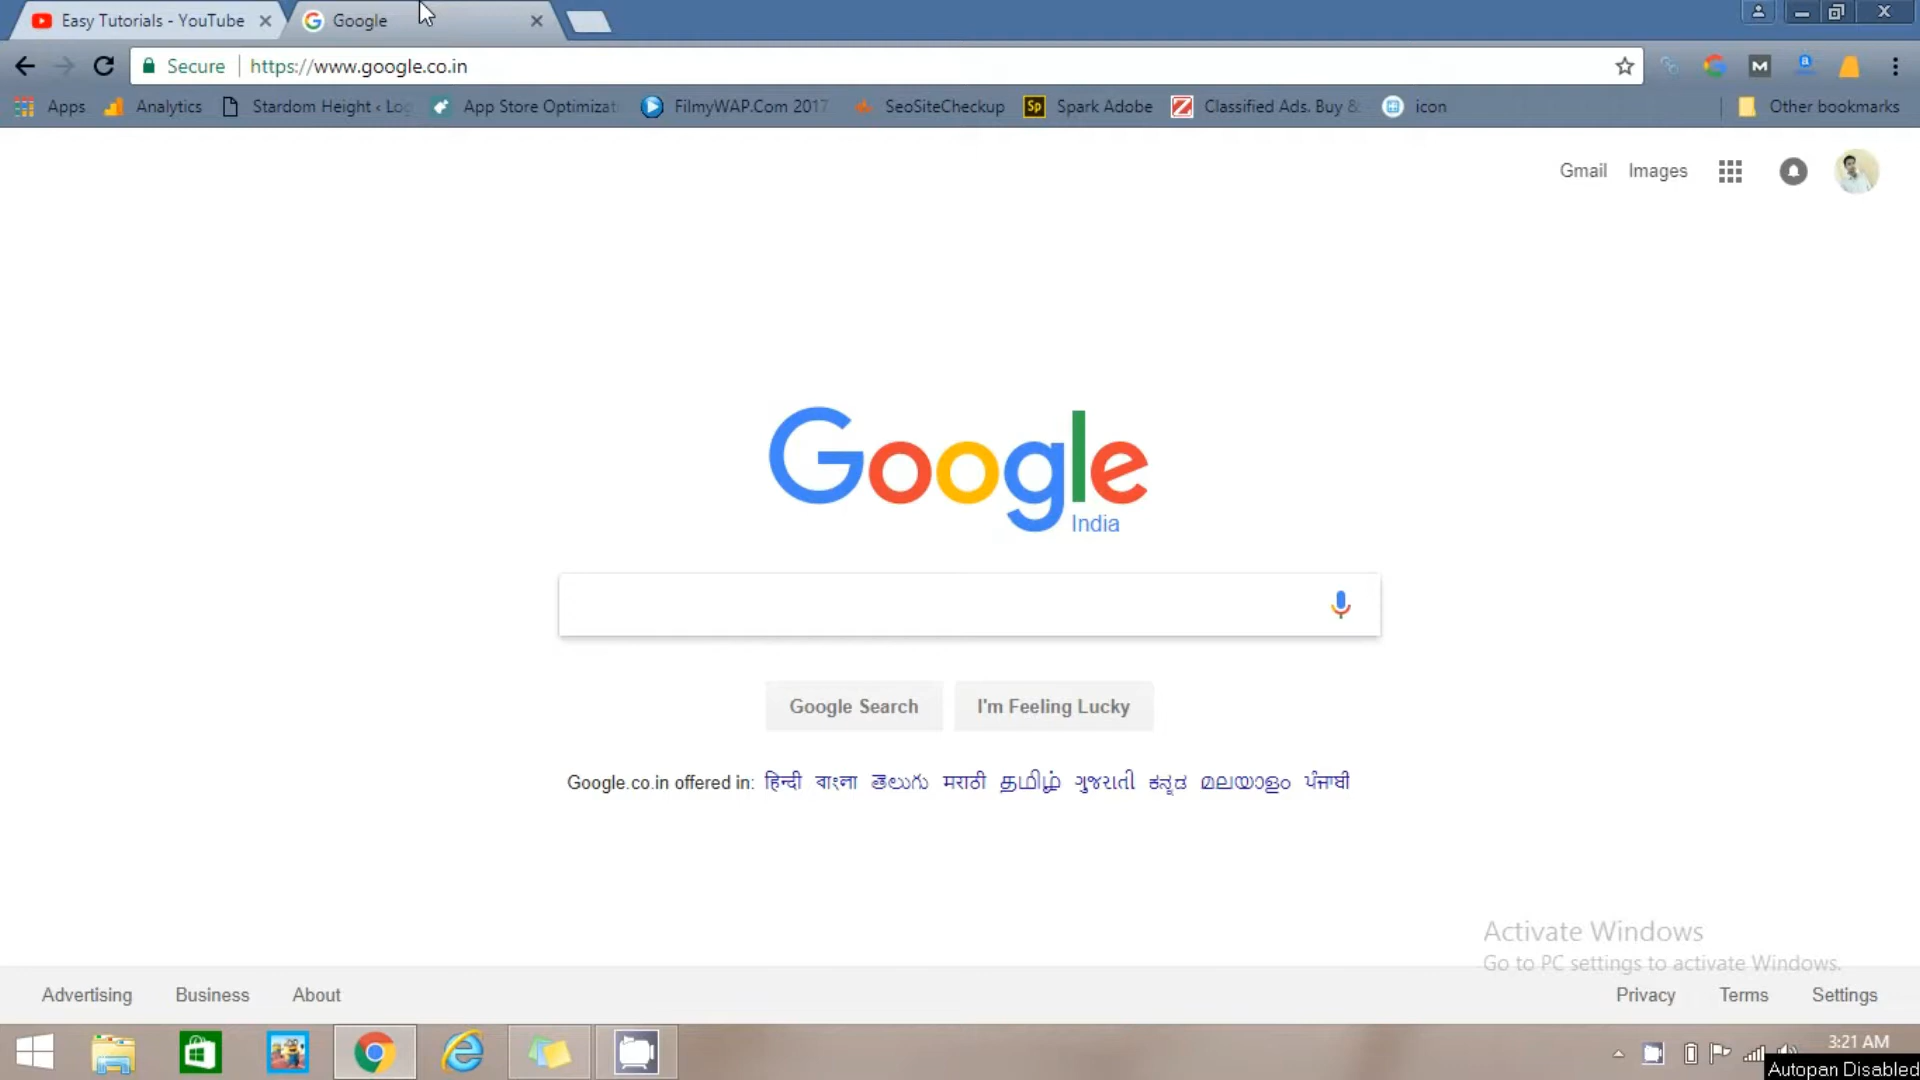 Easy Tutorials - YouTube
Google
Secure
https://www.google.co.in
Apps
Analytics
Stardom Height ‹ Log
App Store Optimizat
FilmyWAP.Com 2017
SeoSiteCheckup
Sp
Spark Adobe
Classified Ads. Buy &
icon
Other bookmarks
Gmail
Images
Google
India
Google Search
I'm Feeling Lucky
Google.co.in offered in: हिन्दी বাংলা తెలుగు मराठी தமிழ் ગુજરાતી ಕನ್ನಡ മലയാളം ਪੰਜਾਬੀ
Activate Windows
Go to PC settings to activate Windows.
Advertising
Business
About
Privacy
Terms
Settings
3:21 AM
Autopan Disabled